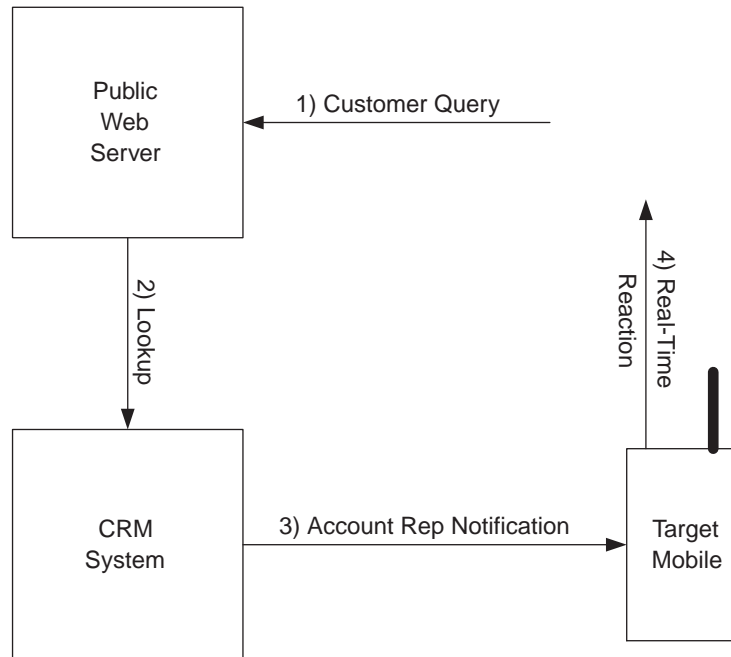 Public
Web
Server
1) Customer Query
2) Lookup
4) Real-Time
Reaction
CRM
System
3) Account Rep Notification
Target
Mobile